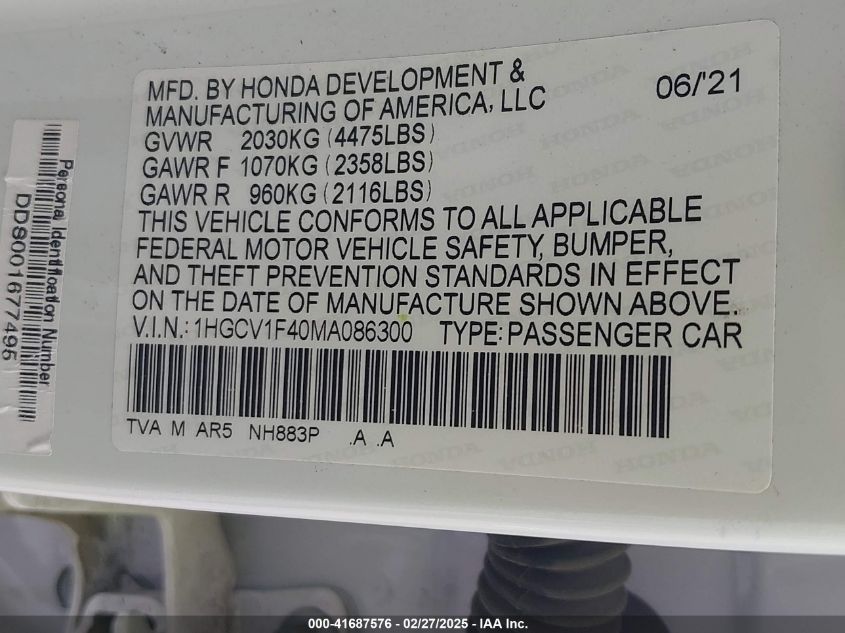 MFD. BY HONDA DEVELOPMENT &
MANUFACTURING OF AMERICA, LLC
06/'21
GVWR 2030KG (4475LBS)
GAWR F 1070KG (2358LBS)
GAWR R 960KG (2116LBS)
THIS VEHICLE CONFORMS TO ALL APPLICABLE
FEDERAL MOTOR VEHICLE SAFETY, BUMPER,
AND THEFT PREVENTION STANDARDS IN EFFECT
ON THE DATE OF MANUFACTURE SHOWN ABOVE.
V.I.N.: 1HGCV1F40MA086300 TYPE: PASSENGER CAR
TVA M AR5 NH883P .A .A
Personal Identification Number
DDS001677495
000-41687576 - 02/27/2025 - Copyright © IAA, Inc.